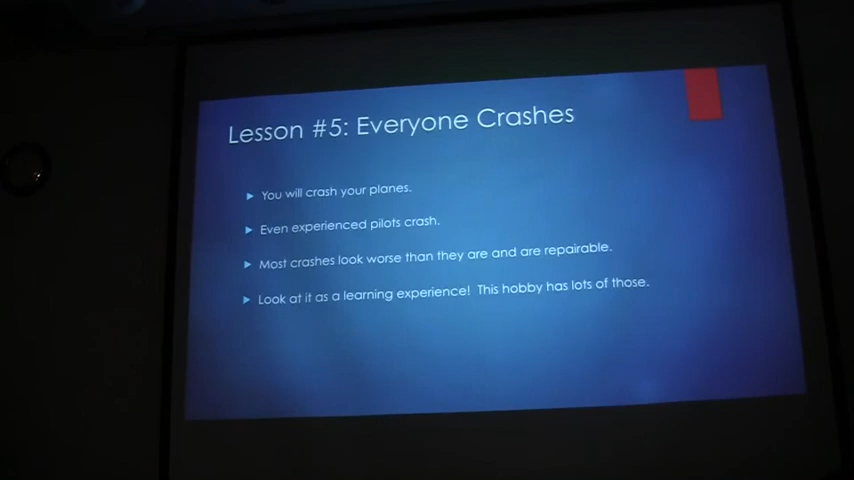 Lesson #5: Everyone Crashes
You will crash your planes.
Even experienced pilots crash.
Most crashes look worse than they are and are repairable.
Look at it as a learning experience! This hobby has lots of those.